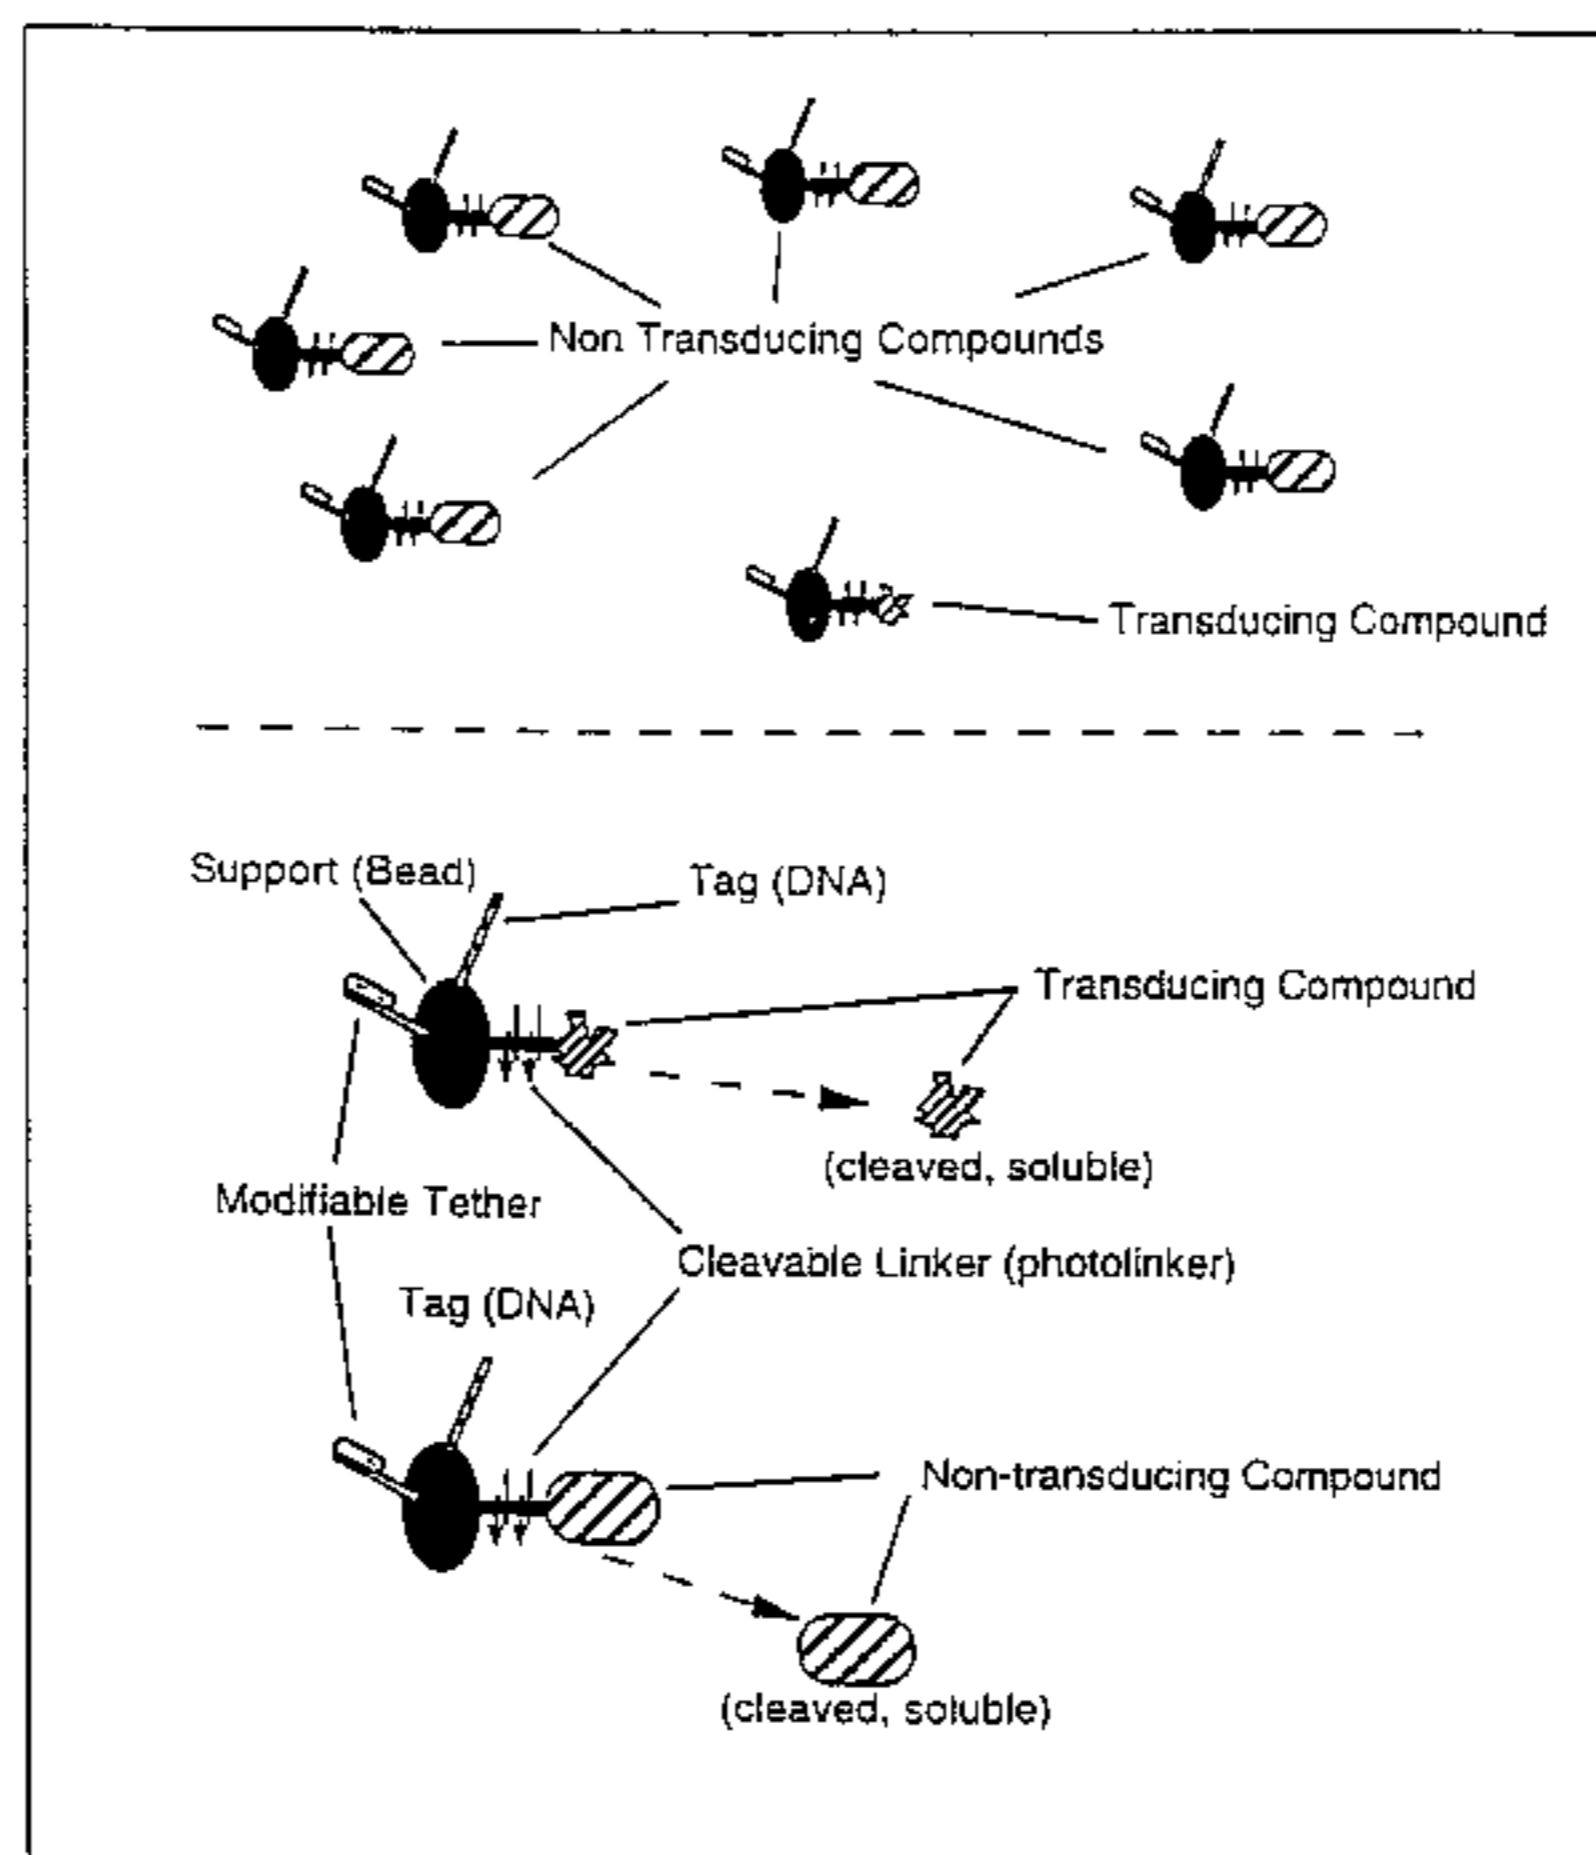 Non Transducing Compounds
Transducing Compound
Support (Bead)
Tag (DNA)
Transducing Compound
(cleaved, soluble)
Modifiable Tether
Cleavable Linker (photolinker)
Tag (DNA)
Non-transducing Compound
(cleaved, soluble)